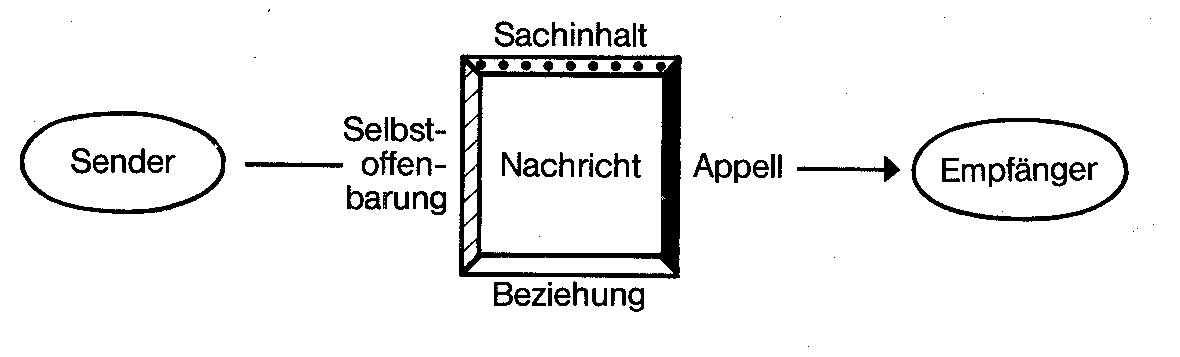 Sachinhalt
Sender
Selbst-
offen-
barung
Nachricht
Appell
Empfänger
Beziehung